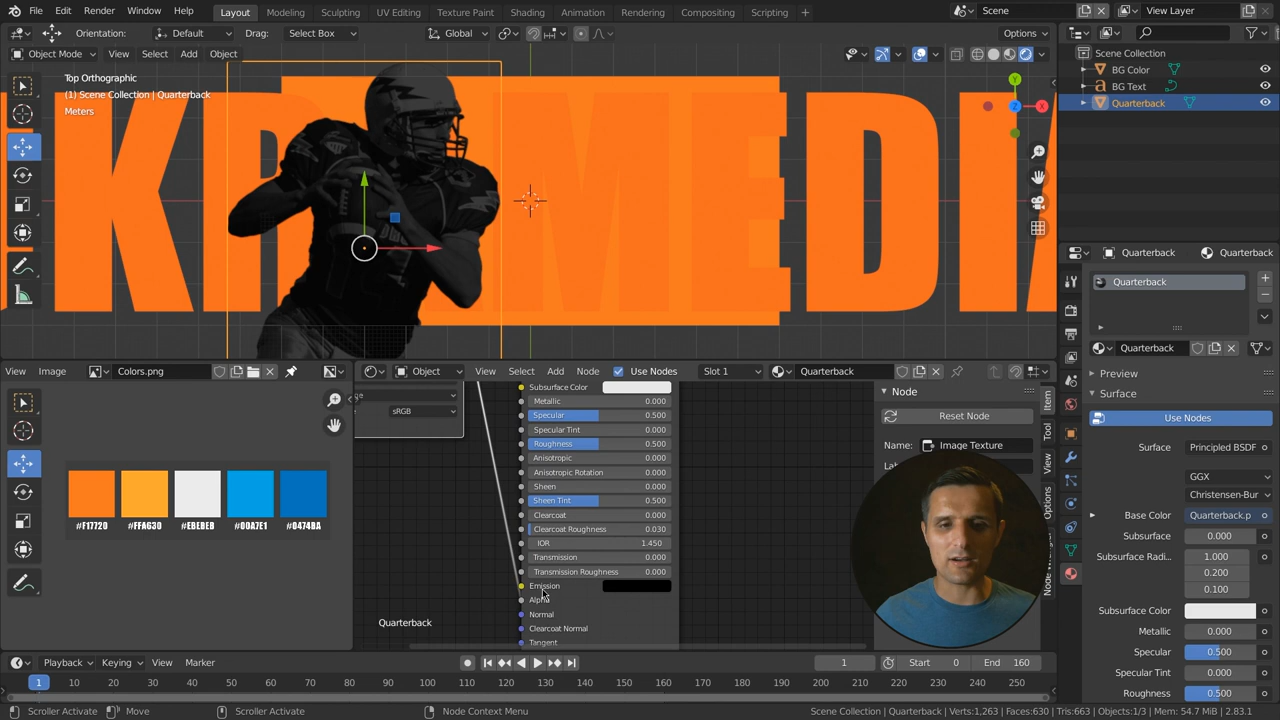 File Edit Render Window Help Layout Modeling Sculpting UV Editing Texture Paint Shading Animation Rendering Compositing Scripting + Scene View Layer
Orientation: Default Drag: Select Box Global Options
Object Mode View Select Add Object
Top Orthographic
(1) Scene Collection | Quarterback
Meters
Y
X
Z
Scene Collection
BG Color
BG Text
Quarterback
View Image Colors.png Object View Select Add Node Use Nodes Slot 1 Quarterback
#F17720 #FFA630 #EBEBEB #00A7E1 #0474BA
sRGB
Subsurface Color
Metallic 0.000
Specular 0.500
Specular Tint 0.000
Roughness 0.500
Anisotropic 0.000
Anisotropic Rotation 0.000
Sheen 0.000
Sheen Tint 0.500
Clearcoat 0.000
Clearcoat Roughness 0.030
IOR 1.450
Transmission 0.000
Transmission Roughness 0.000
Emission
Alpha
Normal
Clearcoat Normal
Tangent
Quarterback
Node
Reset Node
Name: Image Texture
Item
Tool
View
Options
Quarterback Quarterback
Quarterback
Quarterback
Preview
Surface
Use Nodes
Surface Principled BSDF
GGX
Christensen-Bur
Base Color Quarterback.p
Subsurface 0.000
Subsurface Radi... 1.000
0.200
0.100
Subsurface Color
Metallic 0.000
Specular 0.500
Specular Tint 0.000
Roughness 0.500
Playback Keying View Marker 1 Start 0 End 160
1 10 20 30 40 50 60 70 80 90 100 110 120 130 140 150 160 170 180 190 200 210 220 230 240 250
Scroller Activate Move Scroller Activate Node Context Menu Scene Collection | Quarterback | Verts:1,263 | Faces:630 | Tris:663 | Objects:1/3 | Mem: 54.7 MiB | 2.83.1